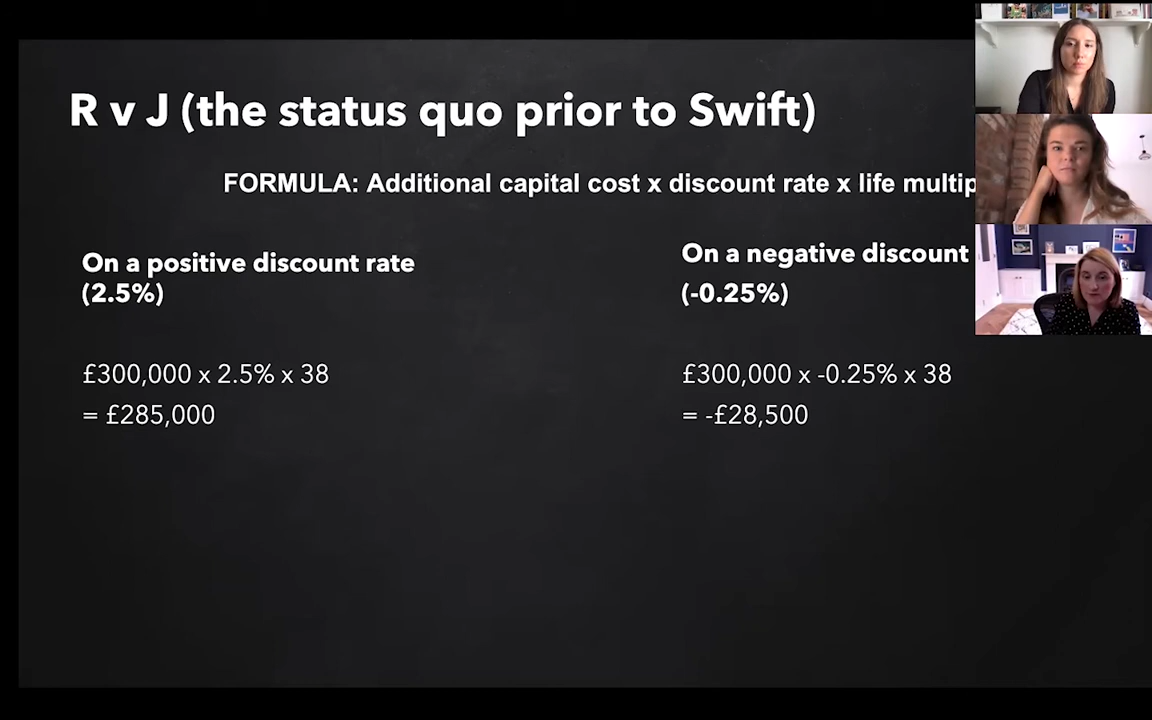 R v J (the status quo prior to Swift)
FORMULA: Additional capital cost x discount rate x life
On a positive discount rate
(2.5%)
£300,000 x 2.5% x 38
= £285,000
On a negative discount
(-0.25%)
£300,000 x -0.25% x 38
= -£28,500